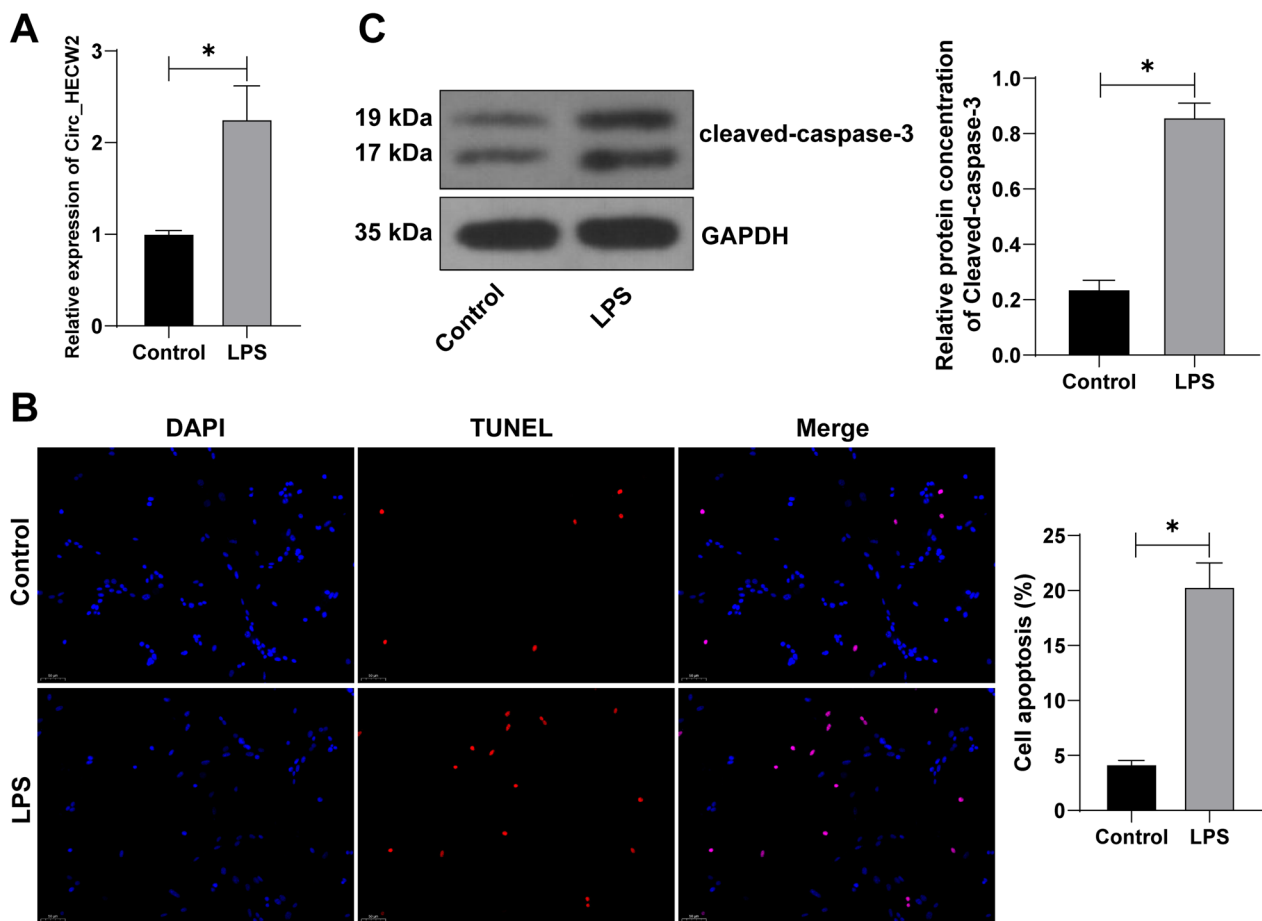 A
Relative expression of Circ_HECW2
3
2
1
0
*
Control
LPS
C
19 kDa
17 kDa
35 kDa
cleaved-caspase-3
GAPDH
Control
LPS
Relative protein concentration
of Cleaved-caspase-3
1.0
0.8
0.6
0.4
0.2
0.0
*
Control
LPS
B
DAPI
TUNEL
Merge
Control
LPS
Cell apoptosis (%)
25
20
15
10
5
0
*
Control
LPS